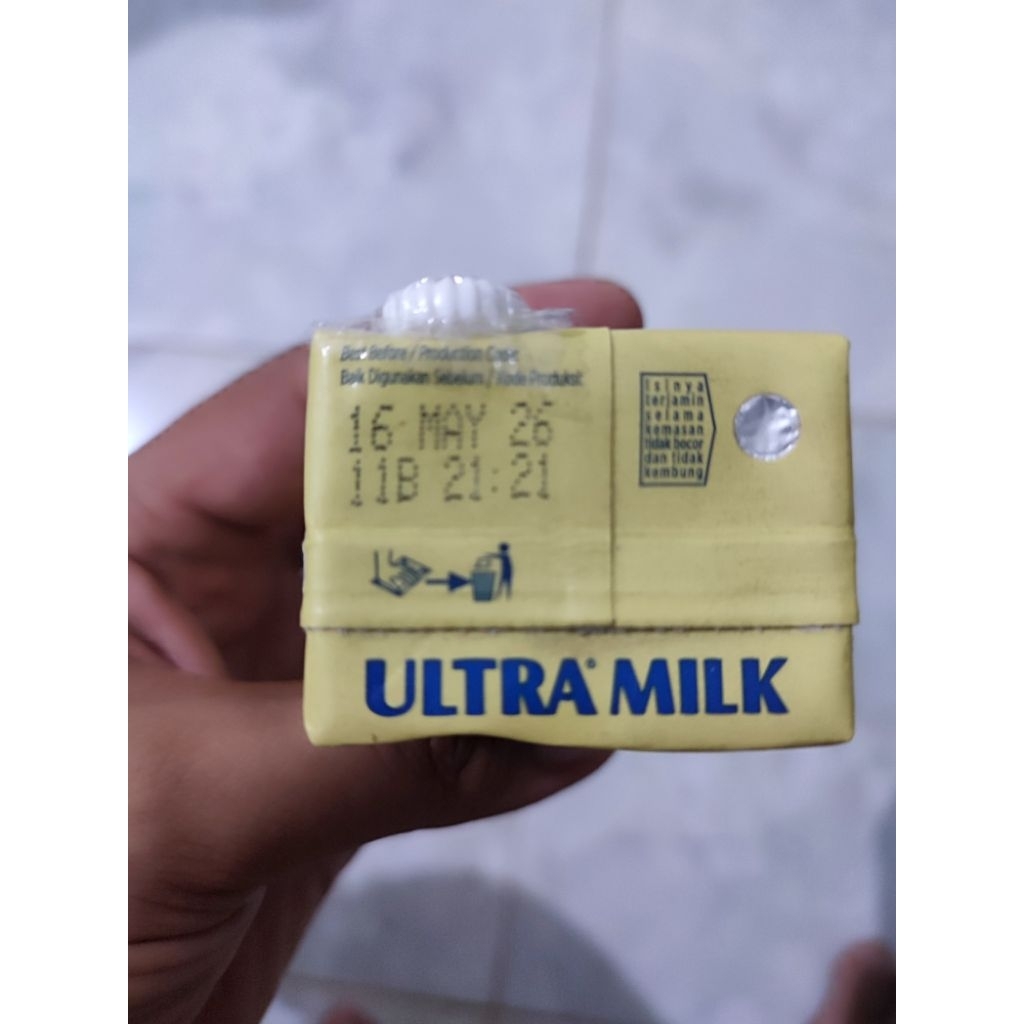 Best Before / Production Code:
Baik Digunakan Sebelum / Kode Produksi:
16 MAY 26
11B 21:21
Isinya
terjamin
selama
kemasan
tidak bocor
dan tidak
kembung
ULTRA MILK